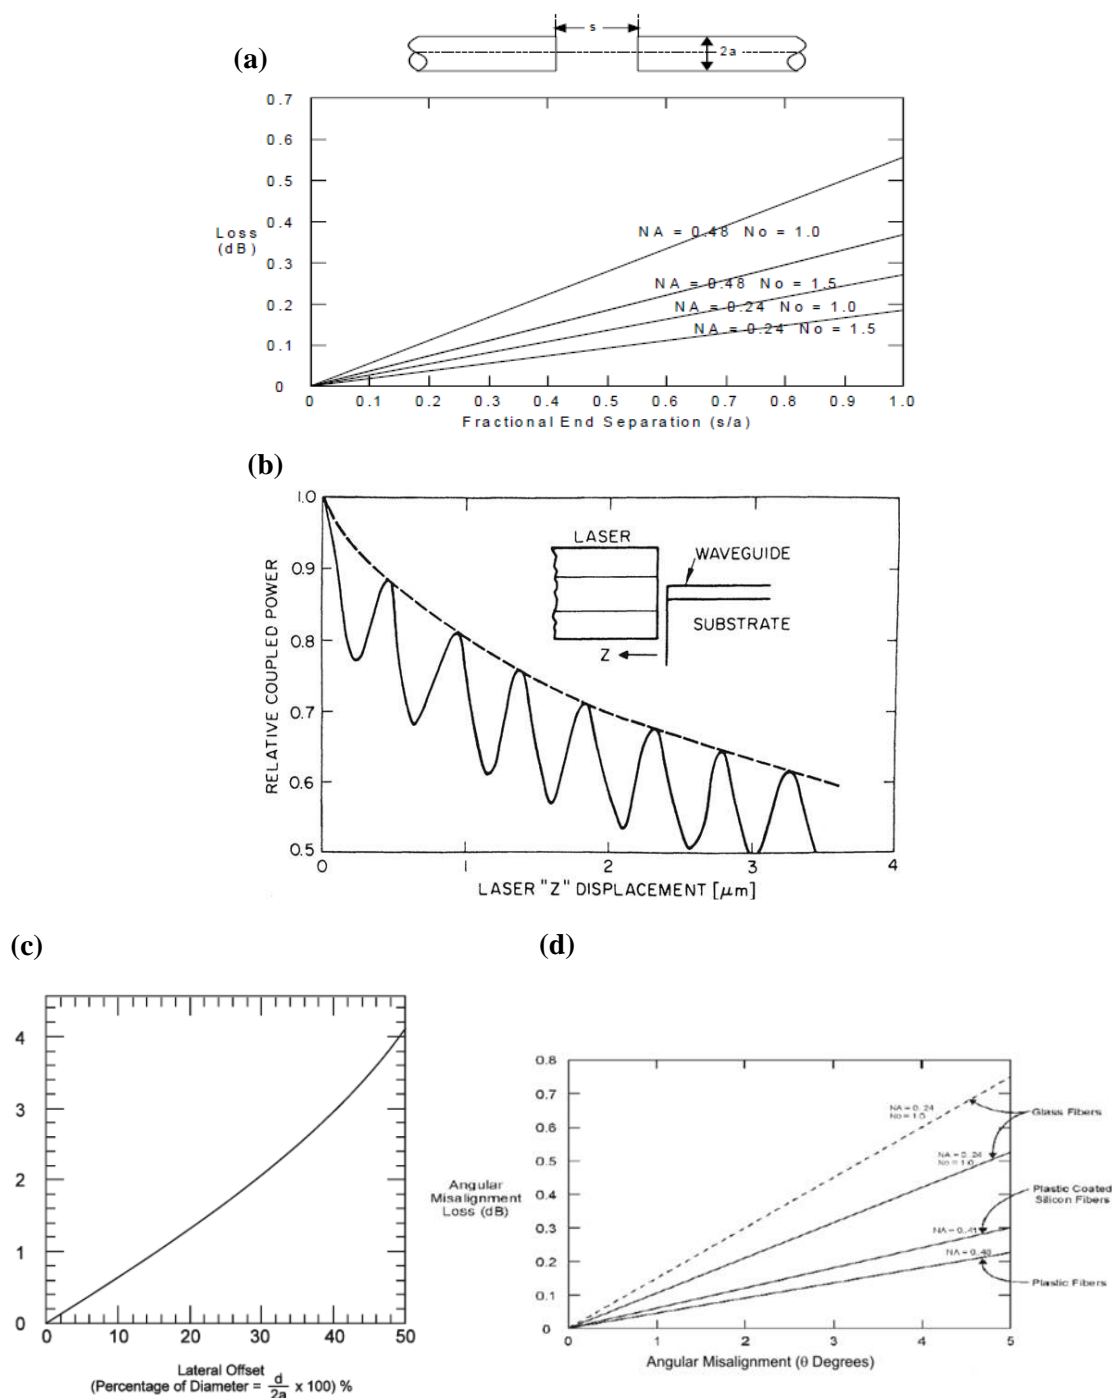 (a)
s
2a
0.7
0.6
0.5
0.4
0.3
0.2
0.1
0
Loss
(dB)
NA = 0.48 No = 1.0
NA = 0.48 No = 1.5
NA = 0.24 No = 1.0
NA = 0.24 No = 1.5
0 0.1 0.2 0.3 0.4 0.5 0.6 0.7 0.8 0.9 1.0
Fractional End Separation (s/a)
(b)
1.0
0.9
0.8
0.7
0.6
0.5
RELATIVE COUPLED POWER
LASER
WAVEGUIDE
SUBSTRATE
Z
0 1 2 3 4
LASER "Z" DISPLACEMENT [μm]
(c)
4
3
2
1
0
0 10 20 30 40 50
Lateral Offset
(Percentage of Diameter = d/2a x 100) %
(d)
0.8
0.7
0.6
0.5
0.4
0.3
0.2
0.1
0
Angular
Misalignment
Loss (dB)
NA = 0.24
No = 1.0
NA = 0.24
No = 1.0
NA = 0.41
NA = 0.48
Glass Fibers
Plastic Coated
Silicon Fibers
Plastic Fibers
0 1 2 3 4 5
Angular Misalignment (θ Degrees)